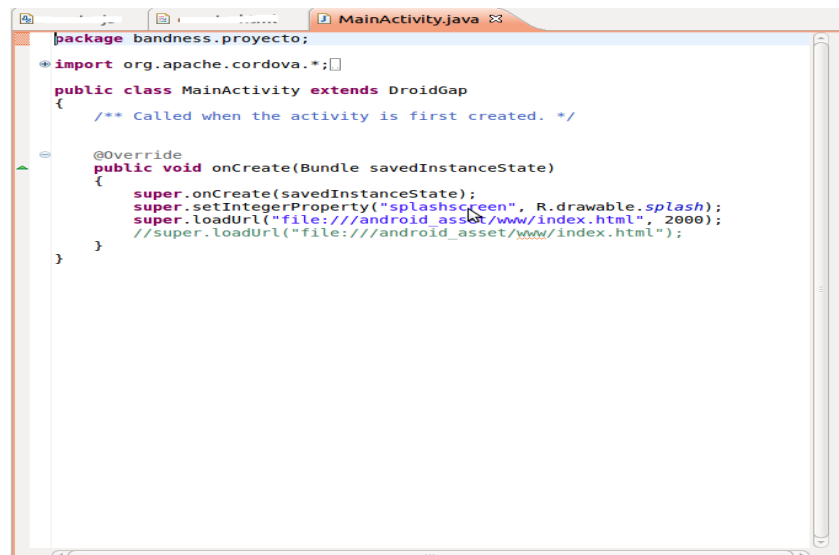 MainActivity.java
package bandness.proyecto;
import org.apache.cordova.*;
public class MainActivity extends DroidGap
{
/** Called when the activity is first created. */
@Override
public void onCreate(Bundle savedInstanceState)
{
super.onCreate(savedInstanceState);
super.setIntegerProperty("splashscreen", R.drawable.splash);
super.loadUrl("file:///android_asset/www/index.html", 2000);
//super.loadUrl("file:///android_asset/www/index.html");
}
}